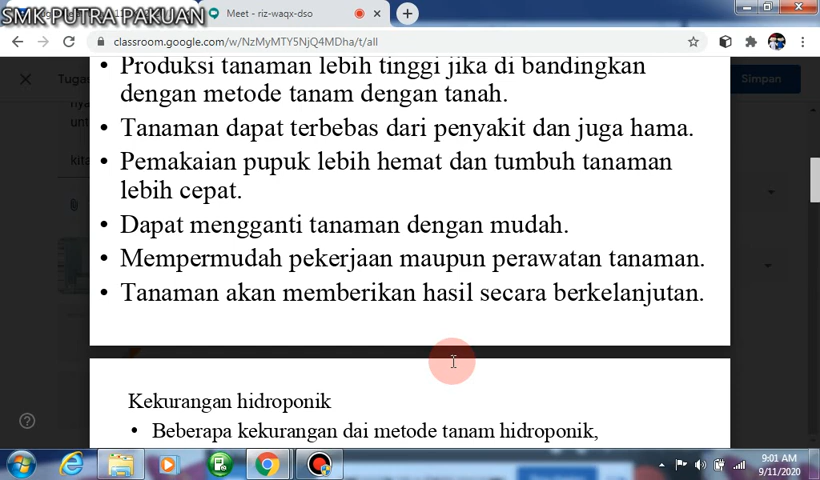 SMK PUTRA PAKUAN
Meet - riz-waqx-dso
classroom.google.com/w/NzMyMTY5NjQ4MDha/t/all
Tugas
Simpan
kita
Produksi tanaman lebih tinggi jika di bandingkan
dengan metode tanam dengan tanah.
• Tanaman dapat terbebas dari penyakit dan juga hama.
• Pemakaian pupuk lebih hemat dan tumbuh tanaman
lebih cepat.
• Dapat mengganti tanaman dengan mudah.
• Mempermudah pekerjaan maupun perawatan tanaman.
• Tanaman akan memberikan hasil secara berkelanjutan.
Kekurangan hidroponik
• Beberapa kekurangan dai metode tanam hidroponik,
9:01 AM
9/11/2020